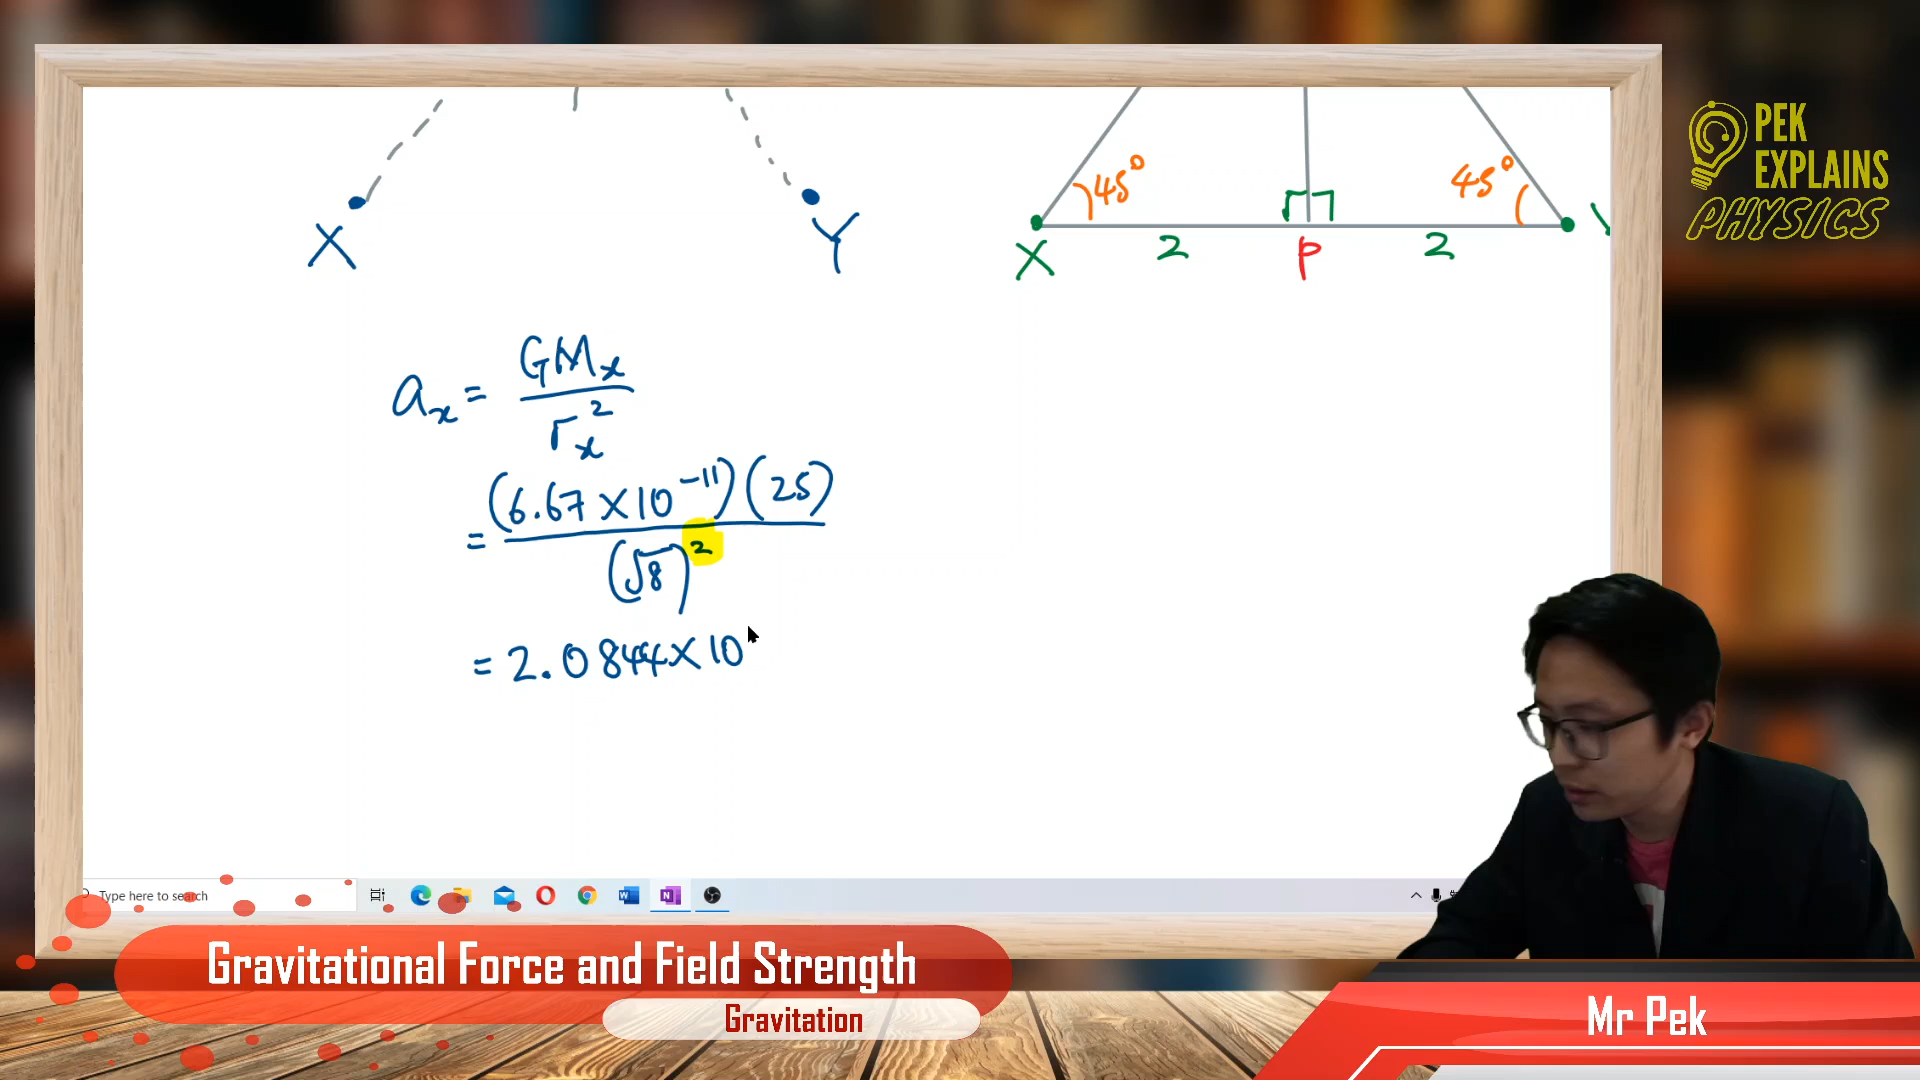 PEK
EXPLAINS
PHYSICS
X
Y
45°
45°
X
2
P
2
a_x = GM_x / r_x^2
= (6.67 × 10^-11)(25) / (√8)^2
= 2.0844 × 10
Type here to search
Gravitational Force and Field Strength
Gravitation
Mr Pek